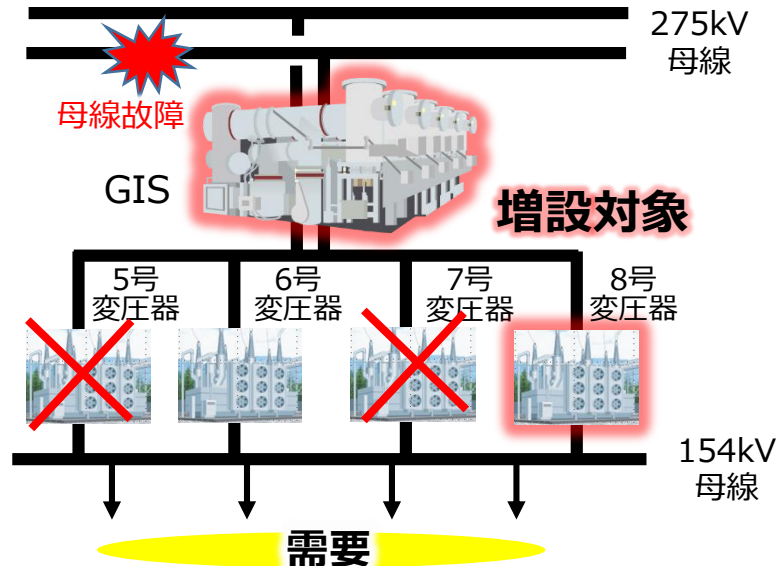 275kV
母線
母線故障
GIS
増設対象
5号
変圧器
6号
変圧器
7号
変圧器
8号
変圧器
154kV
母線
需要